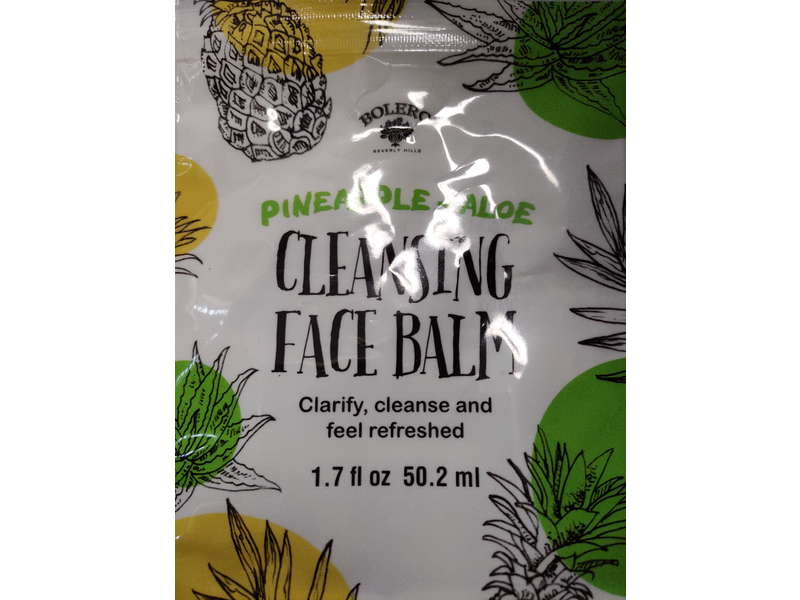 BOLERO
BEVERLY HILLS
PINEAPPLE + ALOE
CLEANSING
FACE BALM
Clarify, cleanse and
feel refreshed
1.7 fl oz 50.2 ml